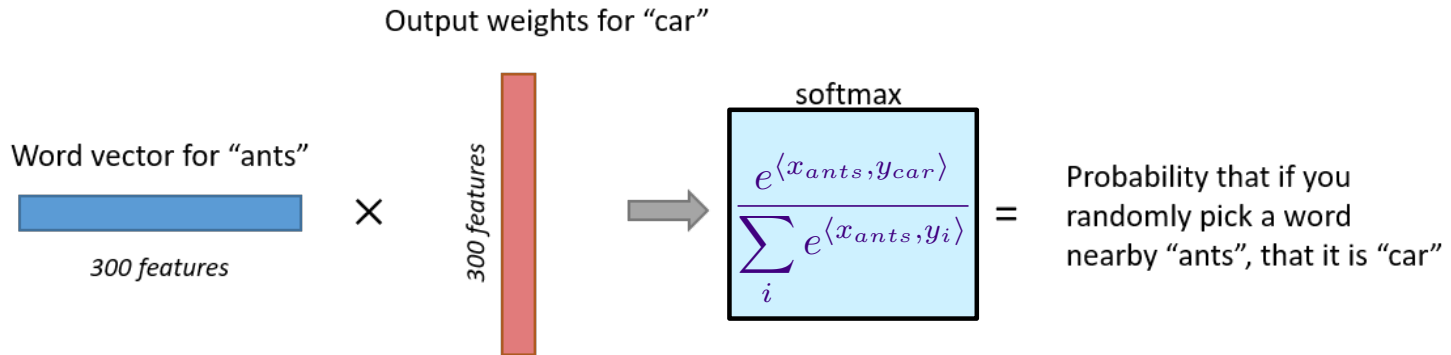 Output weights for “car”
softmax
Word vector for “ants”
300 features
×
300 features
e^{⟨x_{ants}, y_{car}⟩}
∑_i e^{⟨x_{ants}, y_i⟩}
=
Probability that if you
randomly pick a word
nearby “ants”, that it is “car”